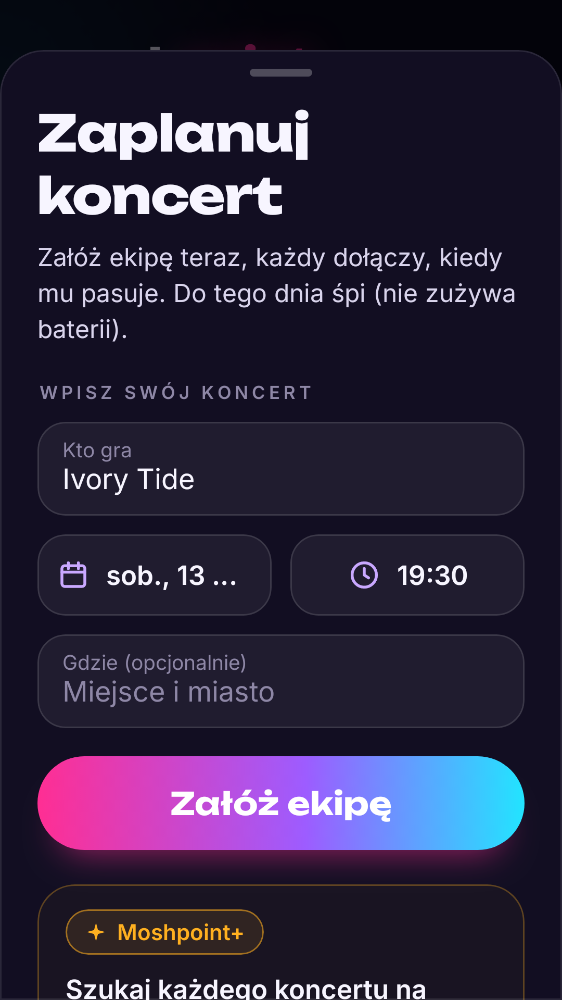 Zaplanuj
koncert
Załóż ekipę teraz, każdy dołączy, kiedy
mu pasuje. Do tego dnia śpi (nie zużywa
baterii).
WPISZ SWÓJ KONCERT
Kto gra
Ivory Tide
sob., 13 ...
19:30
Gdzie (opcjonalnie)
Miejsce i miasto
Załóż ekipę
Moshpoint+
Szukaj każdego koncertu na